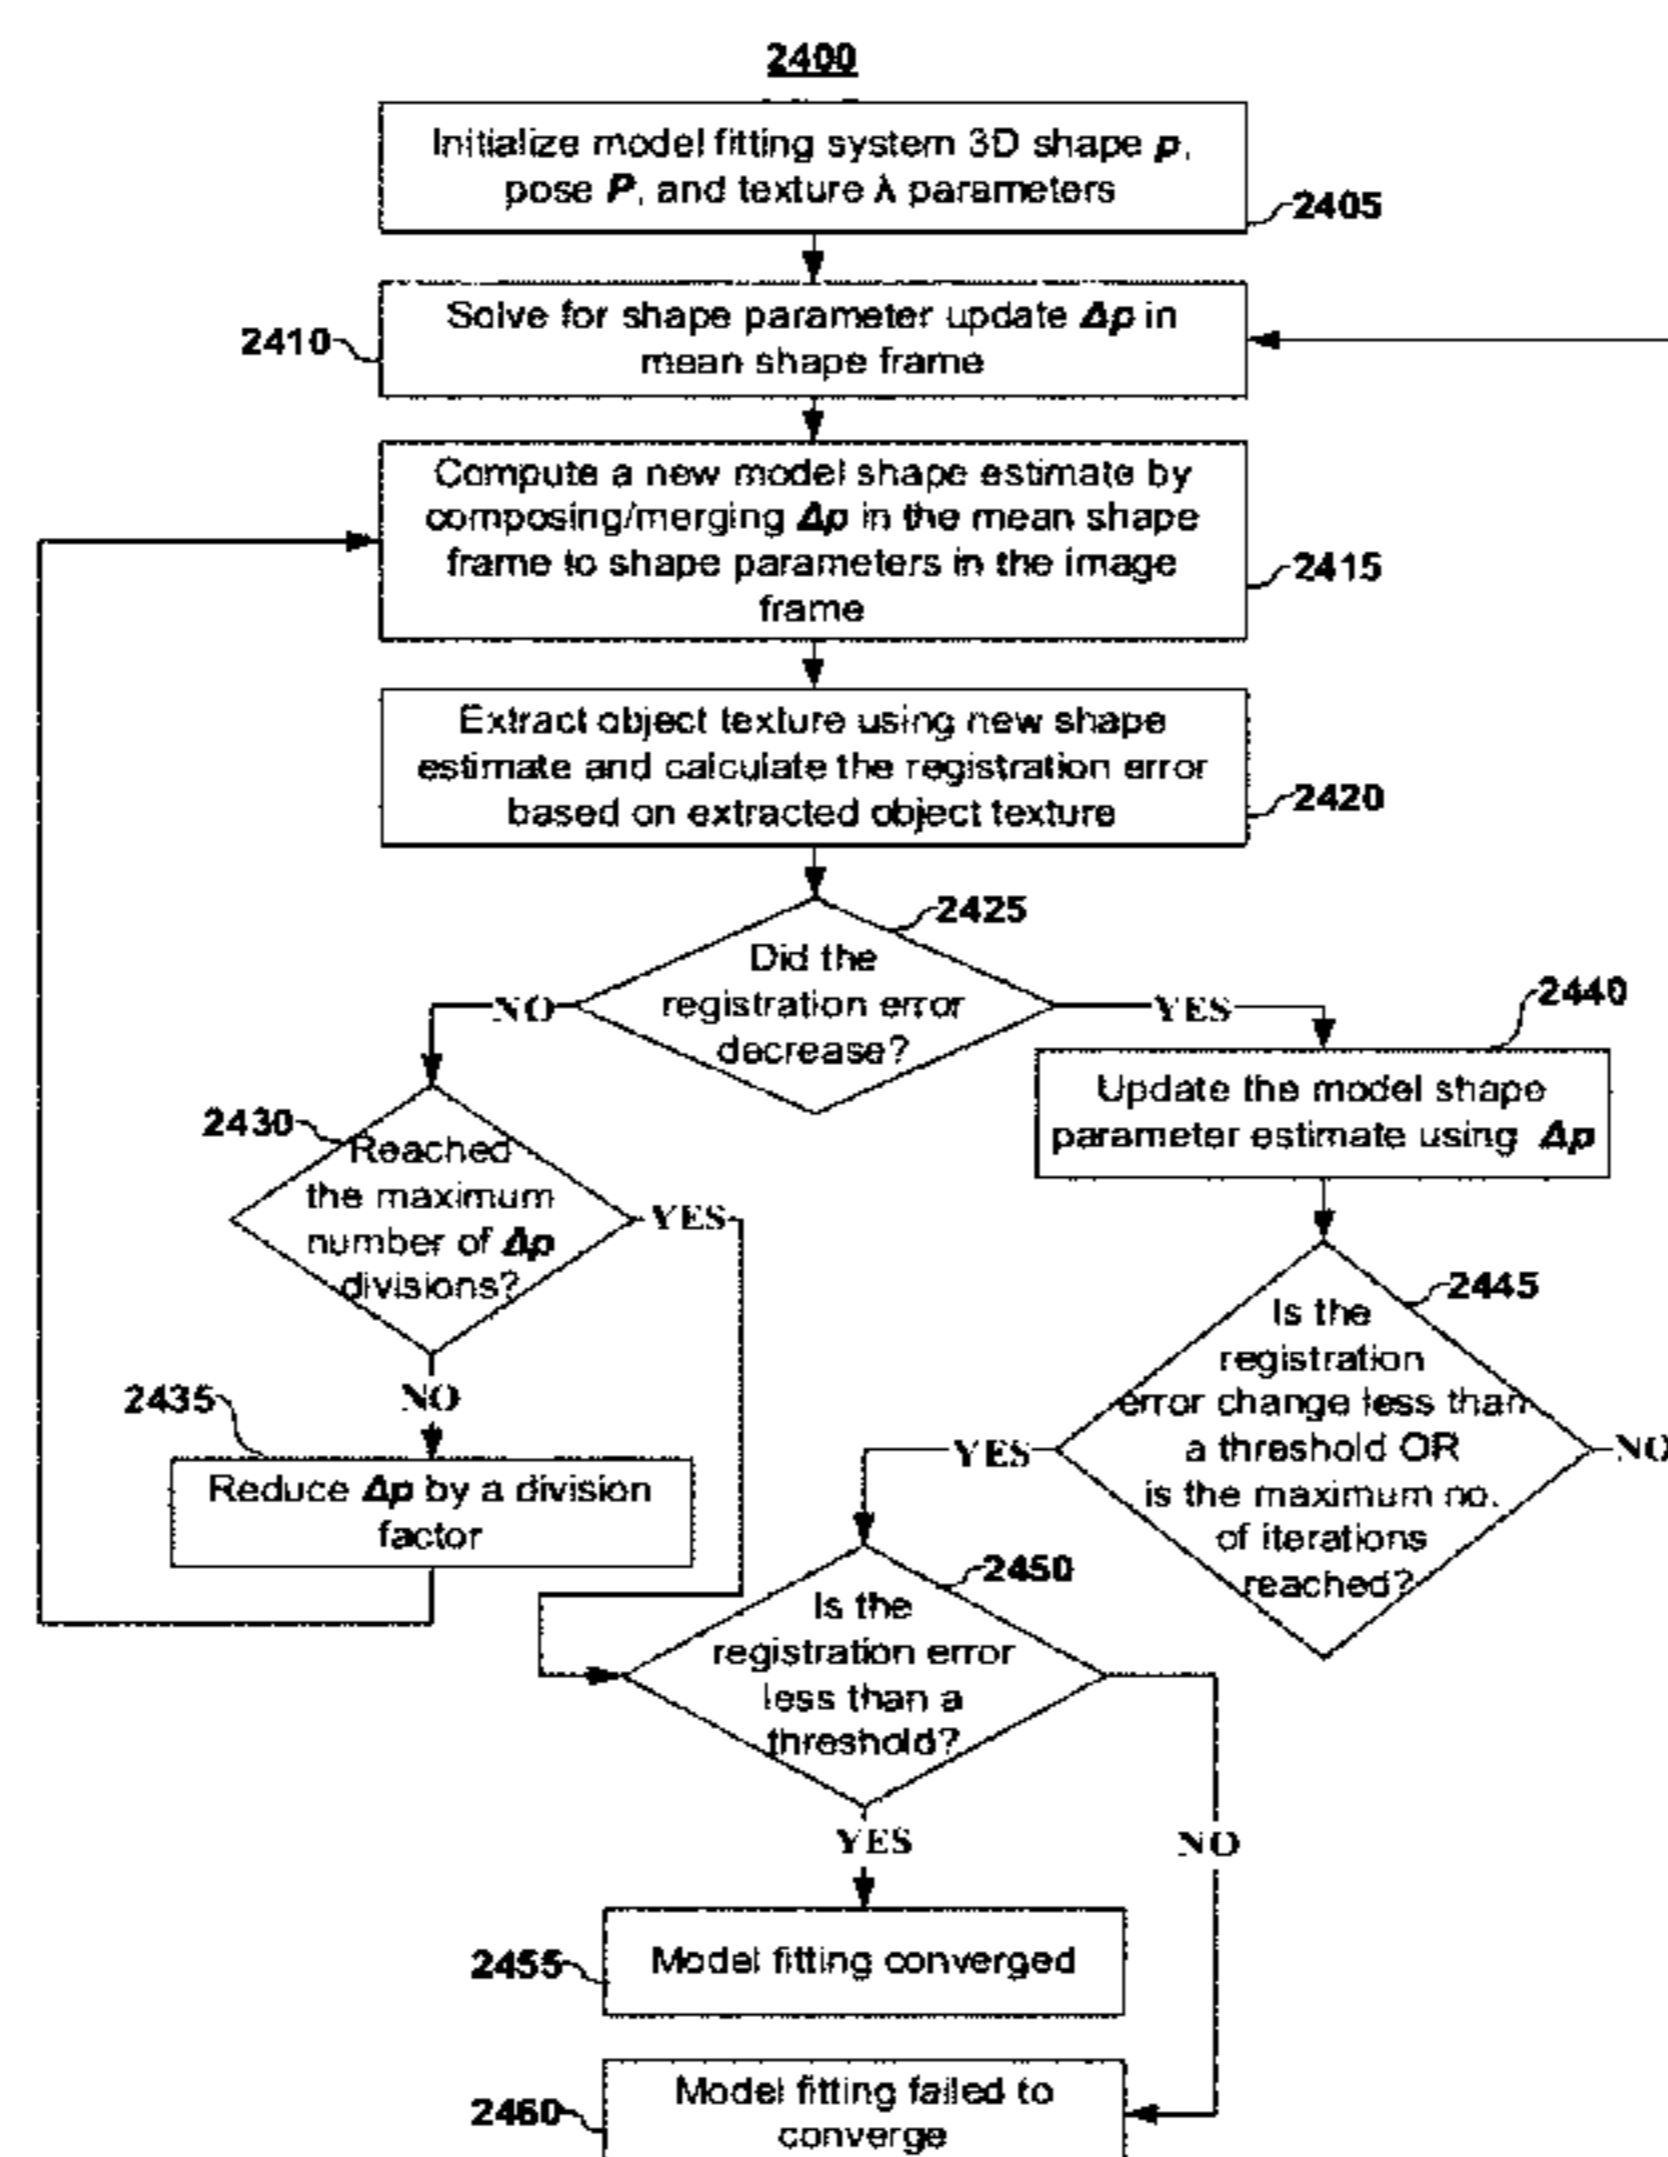 2400
Initialize model fitting system 3D shape p,
pose P, and texture λ parameters
2405
Solve for shape parameter update Δp in
mean shape frame
2410
Compute a new model shape estimate by
composing/merging Δp in the mean shape
frame to shape parameters in the image
frame
2415
Extract object texture using new shape
estimate and calculate the registration error
based on extracted object texture
2420
2425
Did the
registration error
decrease?
NO
YES
2440
Update the model shape
parameter estimate using Δp
2430
Reached
the maximum
number of Δp
divisions?
YES
NO
2435
Reduce Δp by a division
factor
2445
Is the
registration
error change less than
a threshold OR
is the maximum no.
of iterations
reached?
YES
NO
2450
Is the
registration error
less than a
threshold?
YES
NO
2455
Model fitting converged
2460
Model fitting failed to
converge